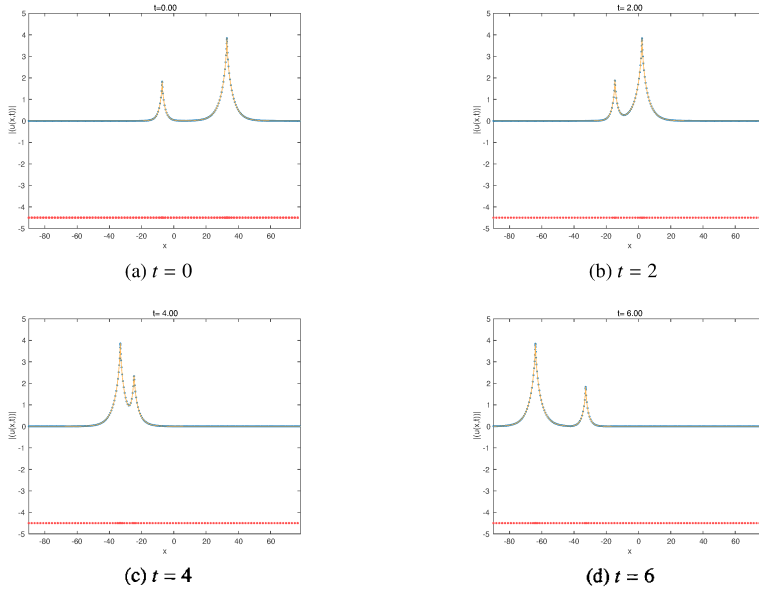 t=0.00
5
4
3
2
1
0
-1
-2
-3
-4
-5
|(u(x,t))|
-80 -60 -40 -20 0 20 40 60
x
(a) t = 0
t= 2.00
5
4
3
2
1
0
-1
-2
-3
-4
-5
|(u(x,t)|
-80 -60 -40 -20 0 20 40 60
x
(b) t = 2
t= 4.00
5
4
3
2
1
0
-1
-2
-3
-4
-5
|(u(x,t))|
-80 -60 -40 -20 0 20 40 60
x
(c) t = 4
t= 6.00
5
4
3
2
1
0
-1
-2
-3
-4
-5
|(u(x,t))|
-80 -60 -40 -20 0 20 40 60
x
(d) t = 6